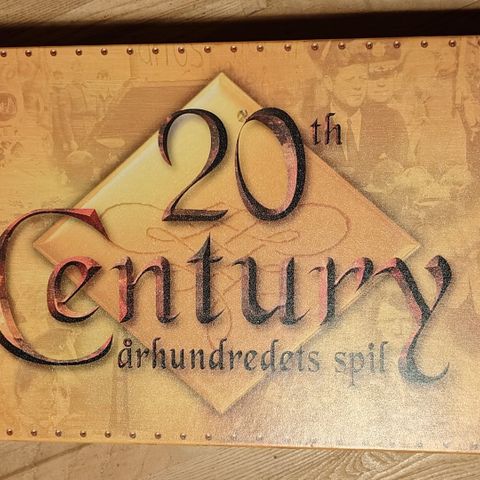 20th
Century
århundredets spil